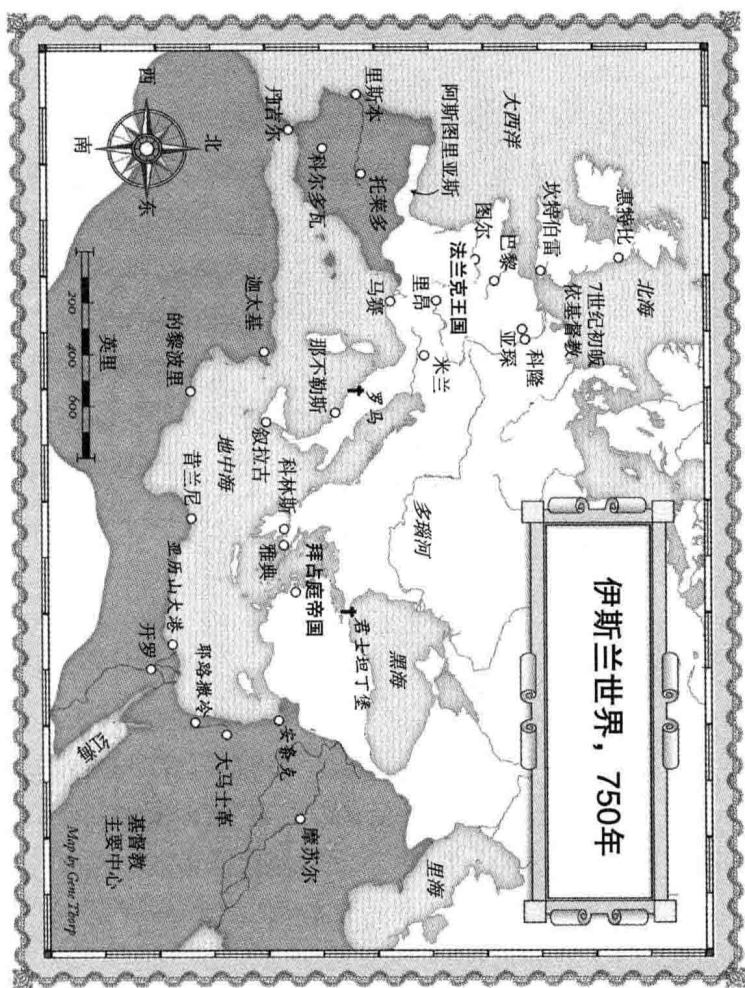 伊斯兰世界，750年
大西洋
北海
惠特比
坎特伯雷
7世纪初皈
依基督教
阿斯图里亚斯
图尔
巴黎
法兰克王国
科隆
亚琛
里昂
米兰
马赛
里斯本
托莱多
科尔多瓦
丹吉尔
罗马
那不勒斯
迦太基
叙拉古
的黎波里
地中海
昔兰尼
科林斯
雅典
多瑙河
拜占庭帝国
君士坦丁堡
黑海
里海
亚历山大港
开罗
耶路撒冷
安条克
大马士革
摩苏尔
红海
基督教
主要中心
Map by Gene Thorp
西
北
南
东
200
400
600
英里